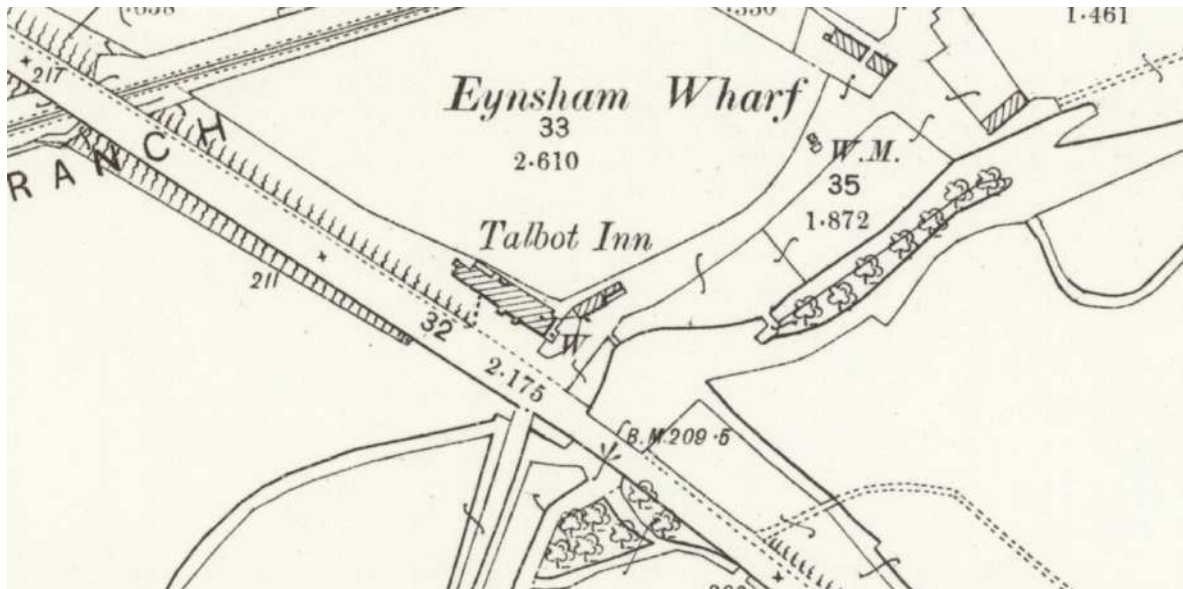 1·461
217
Eynsham Wharf
33
2·610
W.M.
35
1·872
RANCH
Talbot Inn
211
32
W
2·175
B.M. 209·5